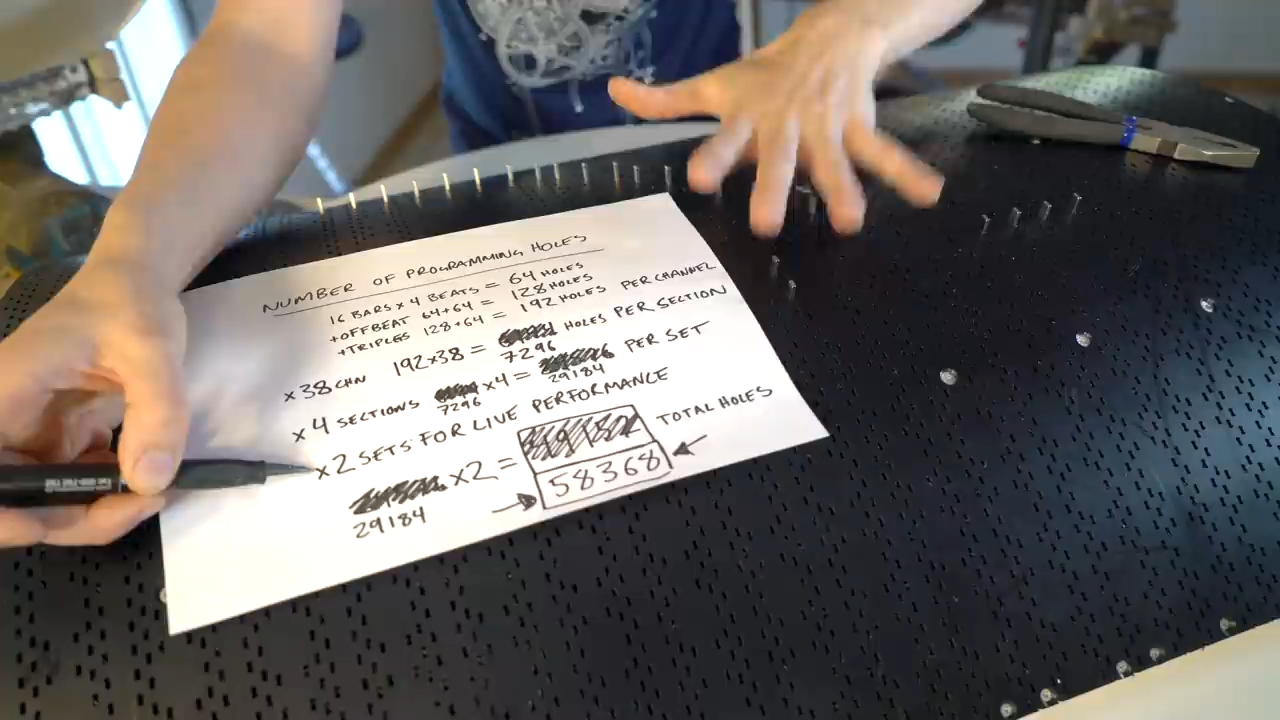 NUMBER OF PROGRAMMING HOLES
16 BARS x 4 BEATS = 64 HOLES
+OFFBEAT 64+64 = 128 HOLES
+TRIPLES 128+64 = 192 HOLES PER CHANNEL
x38 CHN 192x38 = HOLES PER SECTION
7296
x4 SECTIONS x4 = PER SET
7296 29184
x2 SETS FOR LIVE PERFORMANCE
x2 = TOTAL HOLES
29184 58368